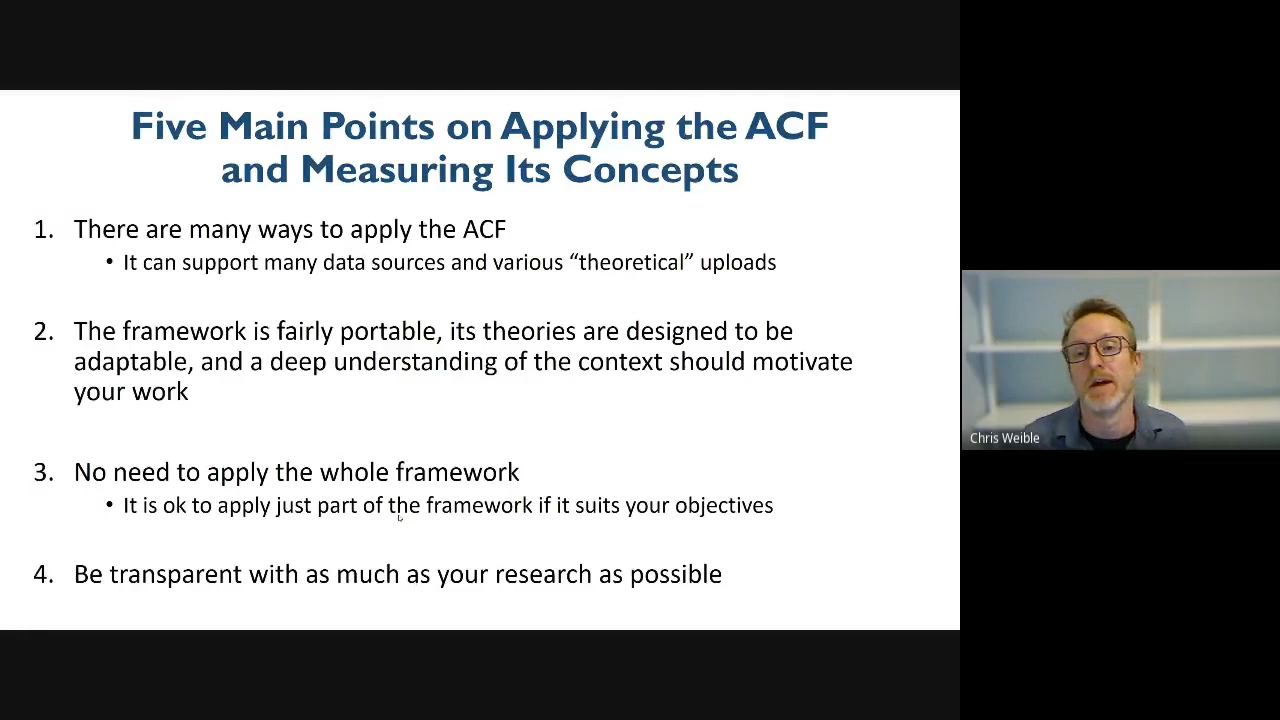 Five Main Points on Applying the ACF
and Measuring Its Concepts
1. There are many ways to apply the ACF
• It can support many data sources and various “theoretical” uploads
2. The framework is fairly portable, its theories are designed to be
adaptable, and a deep understanding of the context should motivate
your work
3. No need to apply the whole framework
• It is ok to apply just part of the framework if it suits your objectives
4. Be transparent with as much as your research as possible
Chris Weible